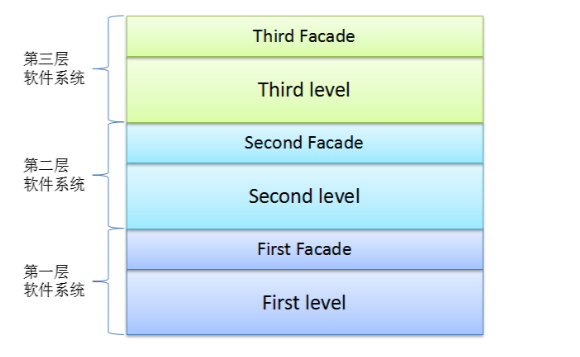 Third Facade
第三层
软件系统
Third level
Second Facade
第二层
软件系统
Second level
First Facade
第一层
软件系统
First level